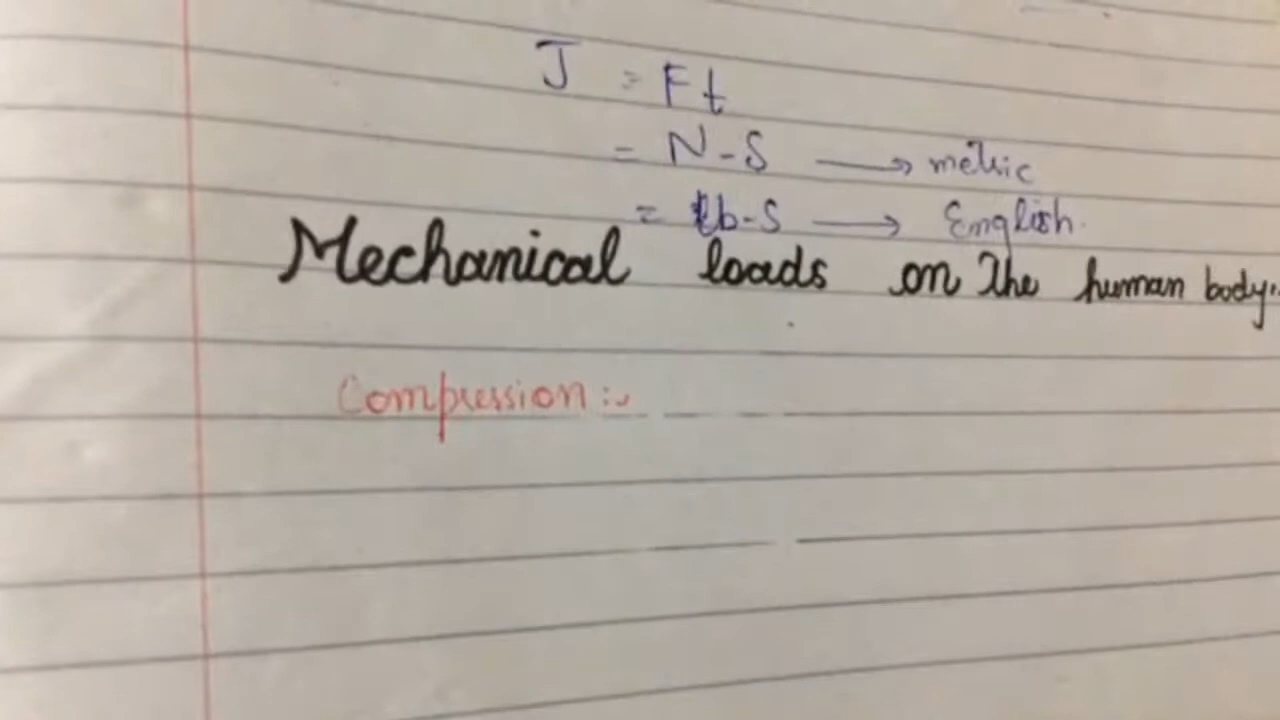 J = Ft
= N-S → metric
= lb-S → English.
Mechanical loads on The human body:
Compression :-